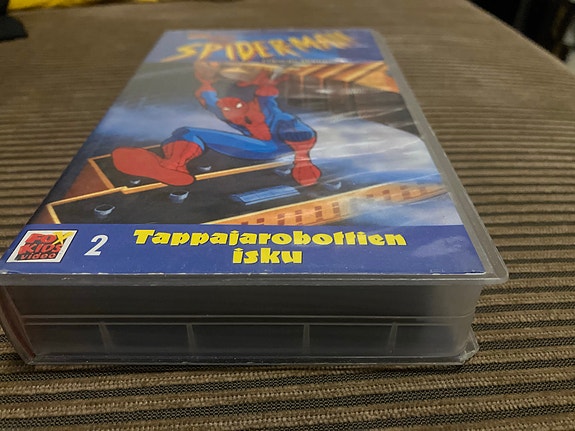 SPIDER-MAN
FOX
KIDS
video
2
Tappajarobottien
isku